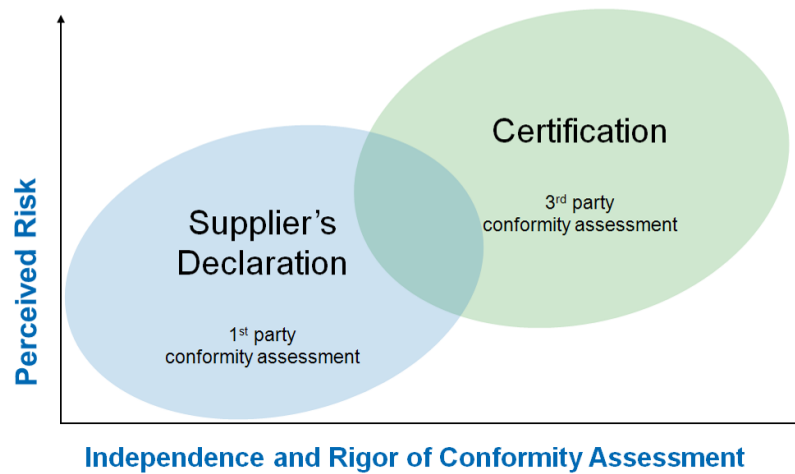 Certification
3rd party
conformity assessment
Supplier’s
Declaration
1st party
conformity assessment
Perceived Risk
Independence and Rigor of Conformity Assessment